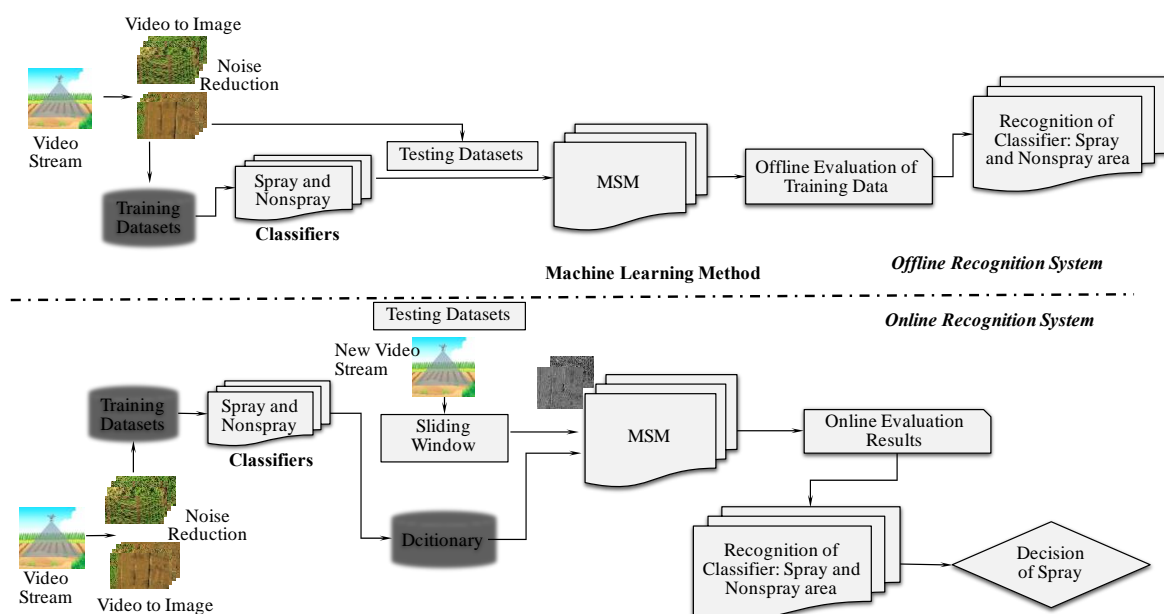 Video to Image
Noise
Reduction
Video
Stream
Training
Datasets
Spray and
Nonspray
Classifiers
Testing Datasets
MSM
Offline Evaluation of
Training Data
Recognition of
Classifier: Spray
and Nonspray area
Machine Learning Method
Offline Recognition System
Online Recognition System
Testing Datasets
New Video
Stream
Training
Datasets
Spray and
Nonspray
Classifiers
Sliding
Window
MSM
Online Evaluation
Results
Noise
Reduction
Video
Stream
Video to Image
Dcitionary
Recognition of
Classifier: Spray and
Nonspray area
Decision
of Spray